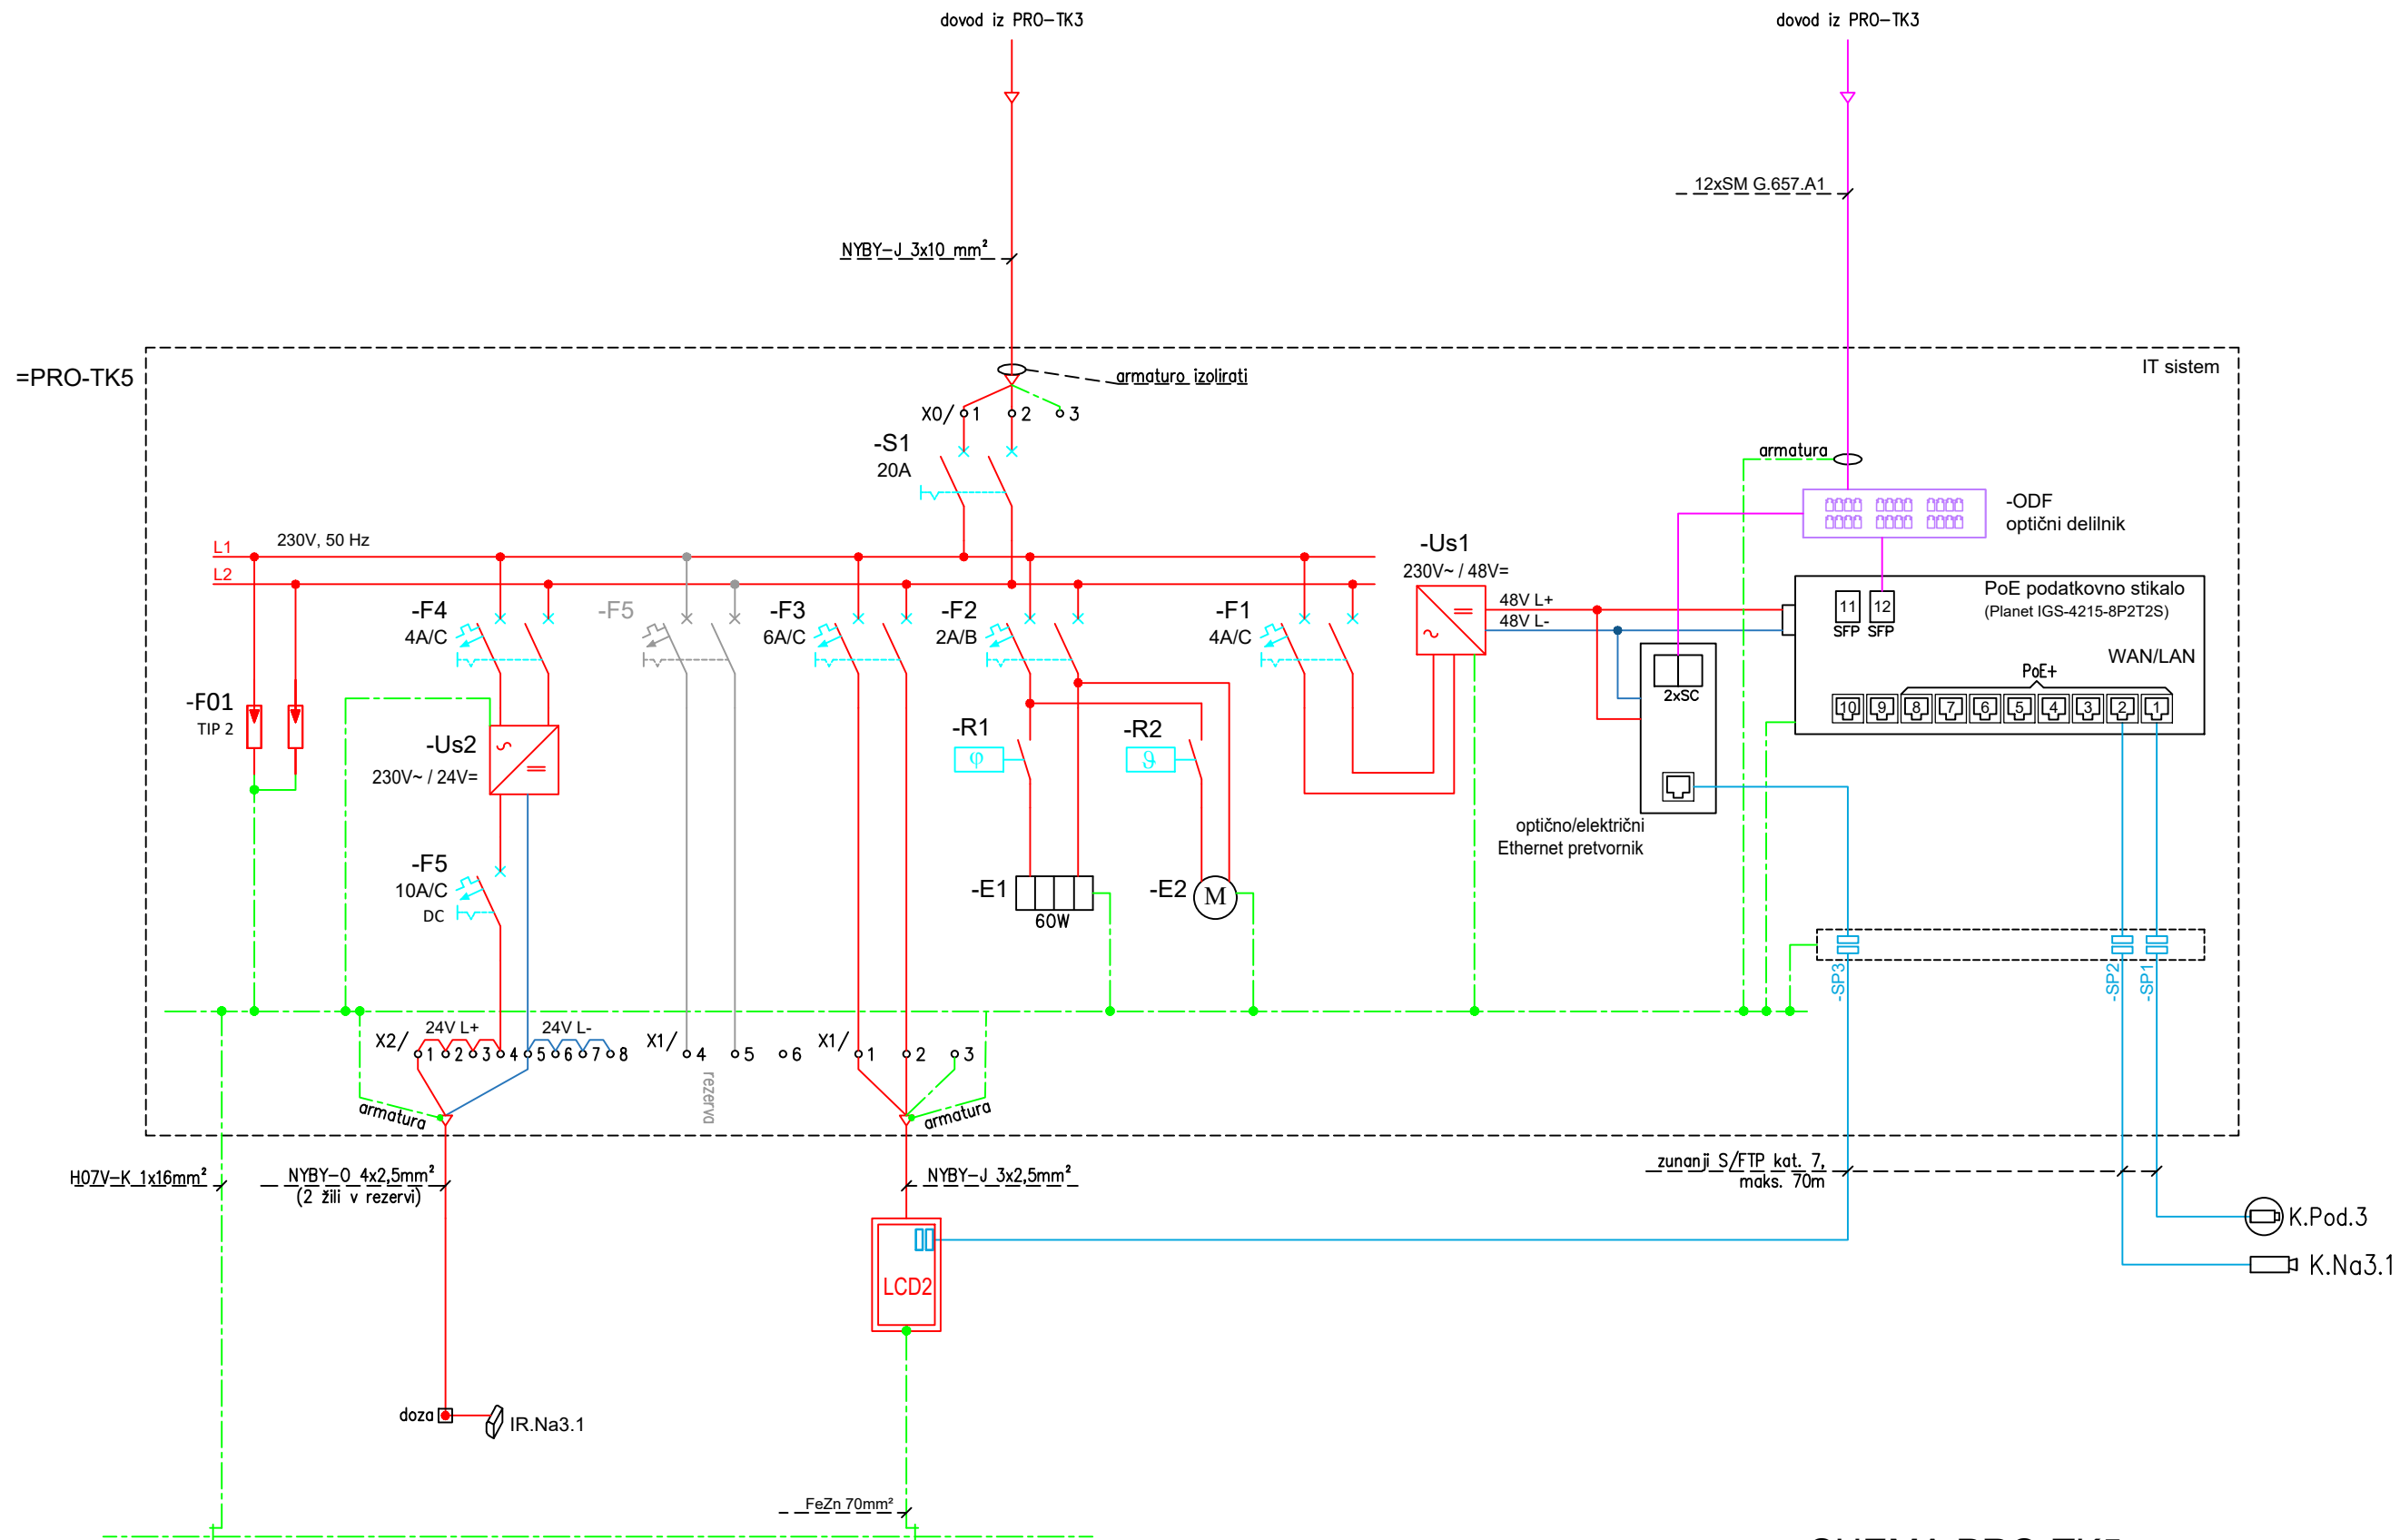 dovod iz PRO-TK3
dovod iz PRO-TK3
12xSM G.657.A1
NYBY-J 3x10 mm²
=PRO-TK5
IT sistem
armaturo izolirati
X0/ 1 2 3
-S1
20A
armatura
-ODF
optični delilnik
230V, 50 Hz
L1
L2
-Us1
230V~ / 48V=
48V L+
48V L-
PoE podatkovno stikalo
(Planet IGS-4215-8P2T2S)
11 12
SFP SFP
WAN/LAN
PoE+
10 9 8 7 6 5 4 3 2 1
-F4
4A/C
-F5
-F3
6A/C
-F2
2A/B
-F1
4A/C
2xSC
-F01
TIP 2
-Us2
230V~ / 24V=
-R1
φ
-R2
ϑ
optično/električni
Ethernet pretvornik
-F5
10A/C
DC
-E1
60W
-E2
M
-SP3
-SP2
-SP1
24V L+
24V L-
X2/ 1 2 3 4 5 6 7 8
X1/ 4 5 6
X1/ 1 2 3
rezerva
armatura
armatura
H07V-K 1x16mm²
NYBY-O 4x2,5mm²
(2 žili v rezervi)
NYBY-J 3x2,5mm²
zunanji S/FTP kat. 7,
maks. 70m
K.Pod.3
K.Na3.1
LCD2
doza
IR.Na3.1
FeZn 70mm²